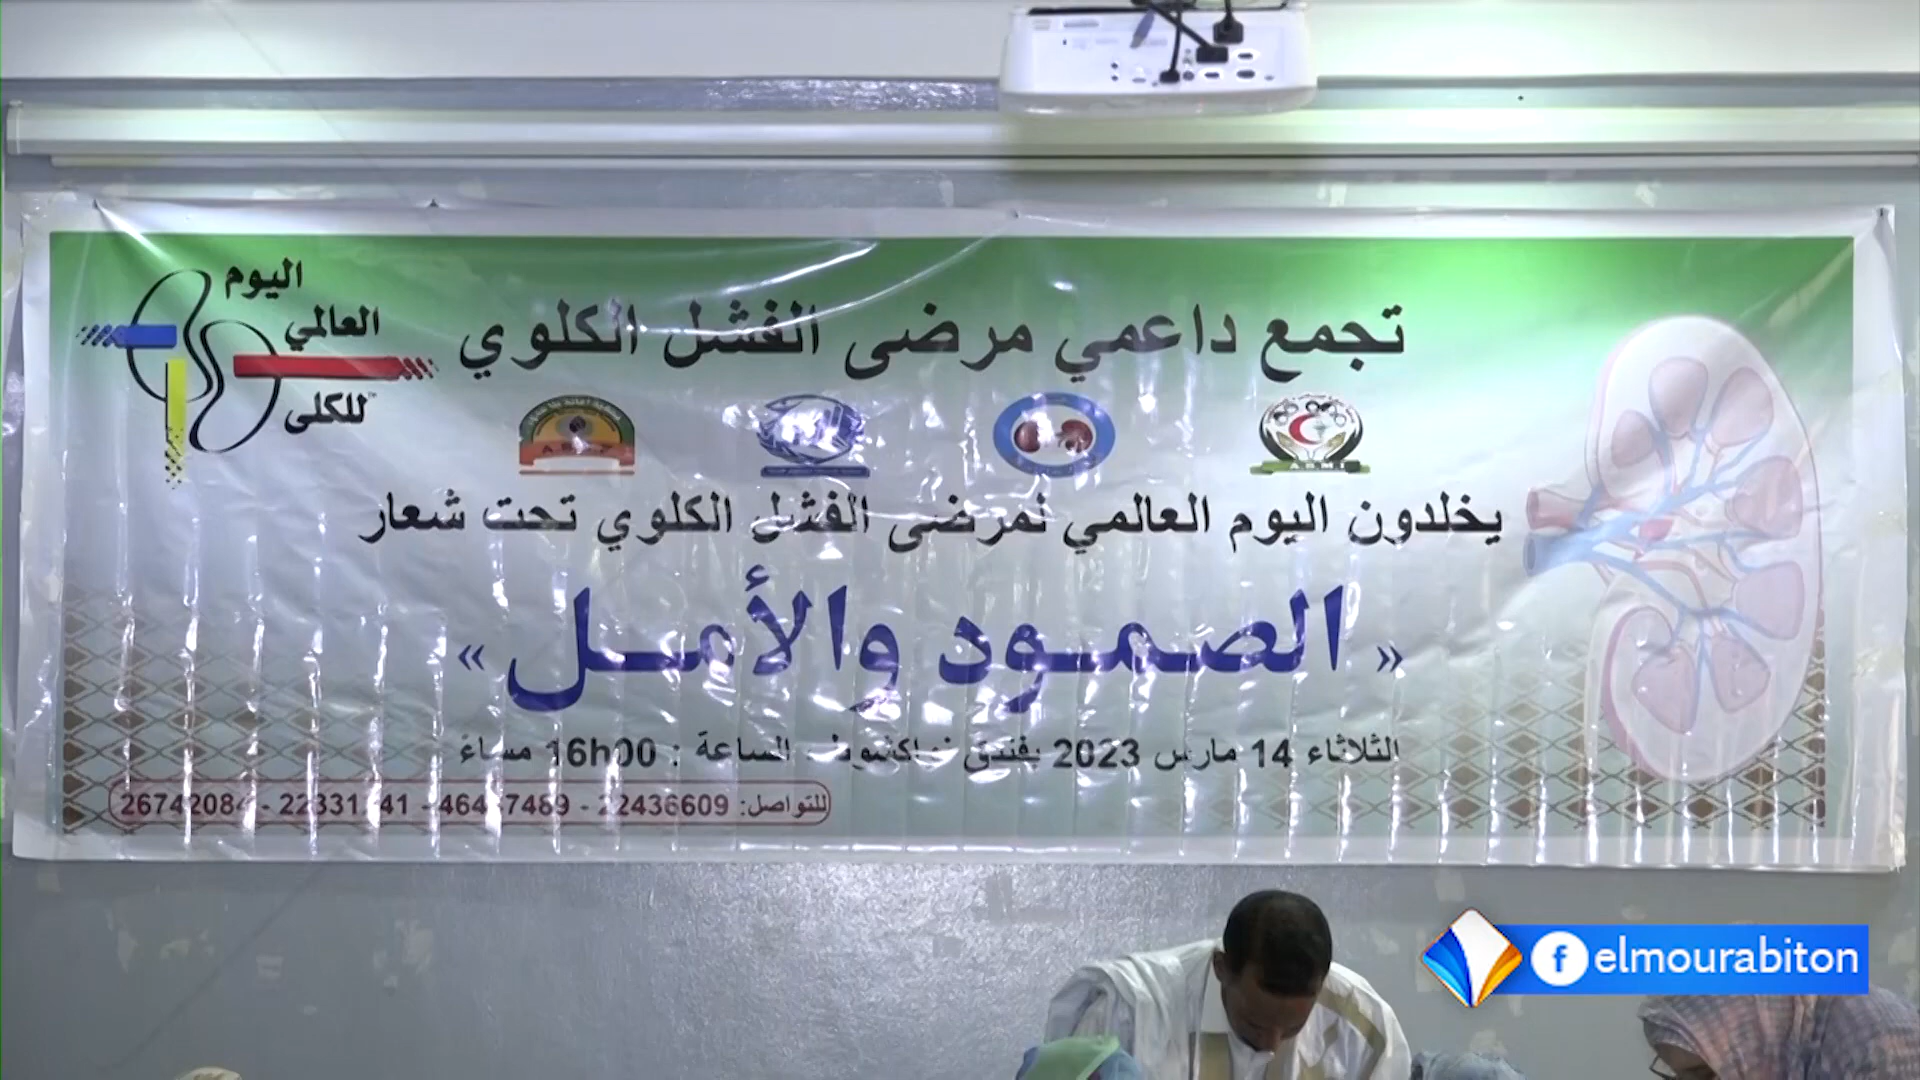 اليوم
العالمي
للكلى
تجمع داعمي مرضى الفشل الكلوي
يخلدون اليوم العالمي لمرضى الفشل الكلوي تحت شعار
« الصمود والأمل »
الثلاثاء 14 مارس 2023 بفندق نواكشوط الساعة : 16h00 مساءً
للتواصل: 22436609 - - - 
elmourabiton